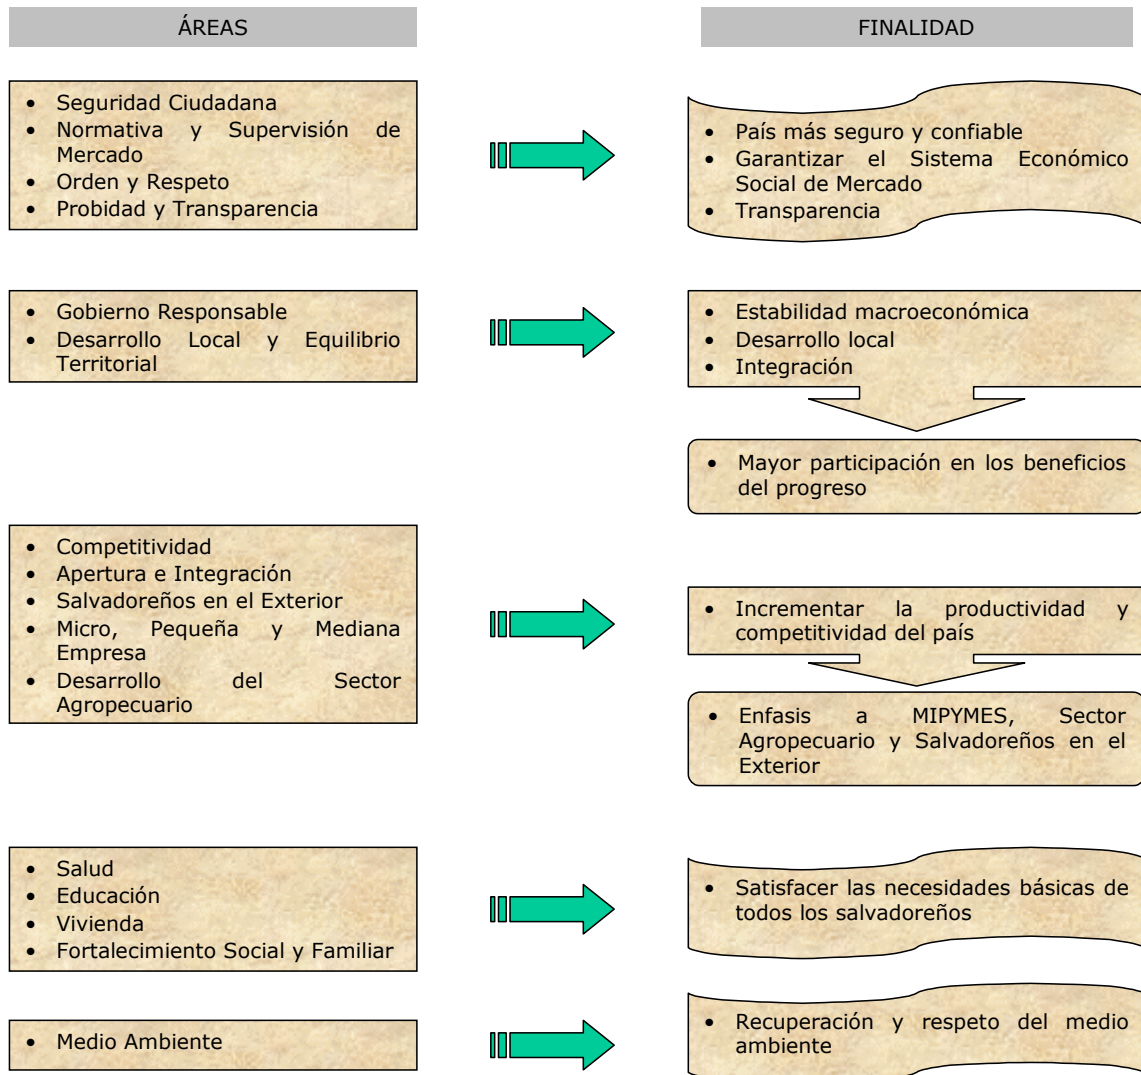 ÁREAS
FINALIDAD
• Seguridad Ciudadana
• Normativa y Supervisión de
Mercado
• Orden y Respeto
• Probidad y Transparencia
• País más seguro y confiable
• Garantizar el Sistema Económico
Social de Mercado
• Transparencia
• Gobierno Responsable
• Desarrollo Local y Equilibrio
Territorial
• Estabilidad macroeconómica
• Desarrollo local
• Integración
• Mayor participación en los beneficios
del progreso
• Competitividad
• Apertura e Integración
• Salvadoreños en el Exterior
• Micro, Pequeña y Mediana
Empresa
• Desarrollo del Sector
Agropecuario
• Incrementar la productividad y
competitividad del país
• Enfasis a MIPYMES, Sector
Agropecuario y Salvadoreños en el
Exterior
• Salud
• Educación
• Vivienda
• Fortalecimiento Social y Familiar
• Satisfacer las necesidades básicas de
todos los salvadoreños
• Medio Ambiente
• Recuperación y respeto del medio
ambiente